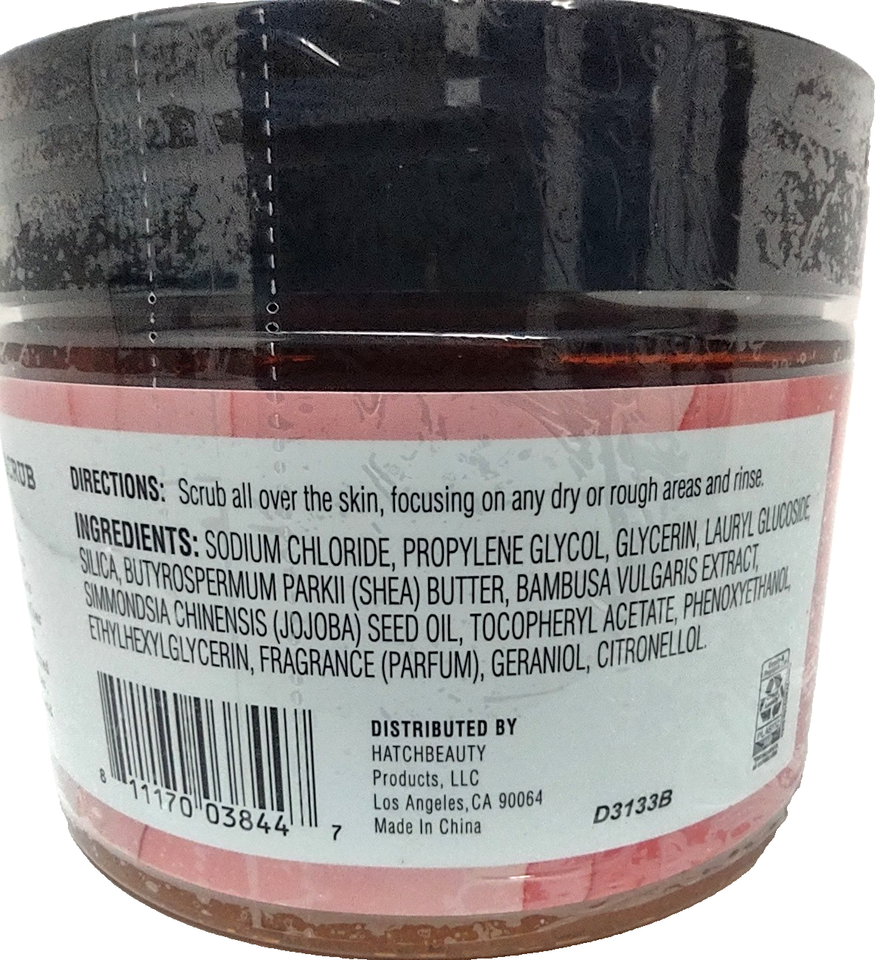 SCRUB
DIRECTIONS: Scrub all over the skin, focusing on any dry or rough areas and rinse.
INGREDIENTS: SODIUM CHLORIDE, PROPYLENE GLYCOL, GLYCERIN, LAURYL GLUCOSIDE,
SILICA, BUTYROSPERMUM PARKII (SHEA) BUTTER, BAMBUSA VULGARIS EXTRACT,
SIMMONDSIA CHINENSIS (JOJOBA) SEED OIL, TOCOPHERYL ACETATE, PHENOXYETHANOL,
ETHYLHEXYLGLYCERIN, FRAGRANCE (PARFUM), GERANIOL, CITRONELLOL.
8 11170 03844 7
DISTRIBUTED BY
HATCHBEAUTY
Products, LLC
Los Angeles, CA 90064
Made In China
D3133B